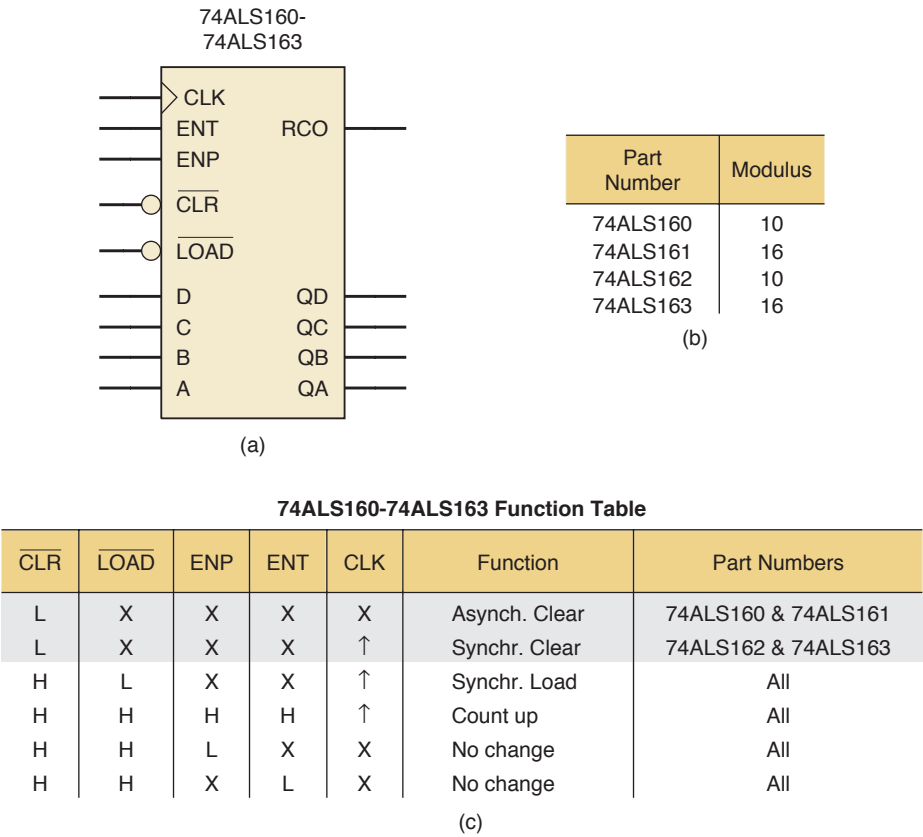 74ALS160-
74ALS163
CLK
ENT RCO
ENP
CLR
LOAD
D QD
C QC
B QB
A QA
(a)
Part Number Modulus
74ALS160 10
74ALS161 16
74ALS162 10
74ALS163 16
(b)
74ALS160-74ALS163 Function Table
CLR LOAD ENP ENT CLK Function Part Numbers
L X X X X Asynch. Clear 74ALS160 & 74ALS161
L X X X ↑ Synchr. Clear 74ALS162 & 74ALS163
H L X X ↑ Synchr. Load All
H H H H ↑ Count up All
H H L X X No change All
H H X L X No change All
(c)